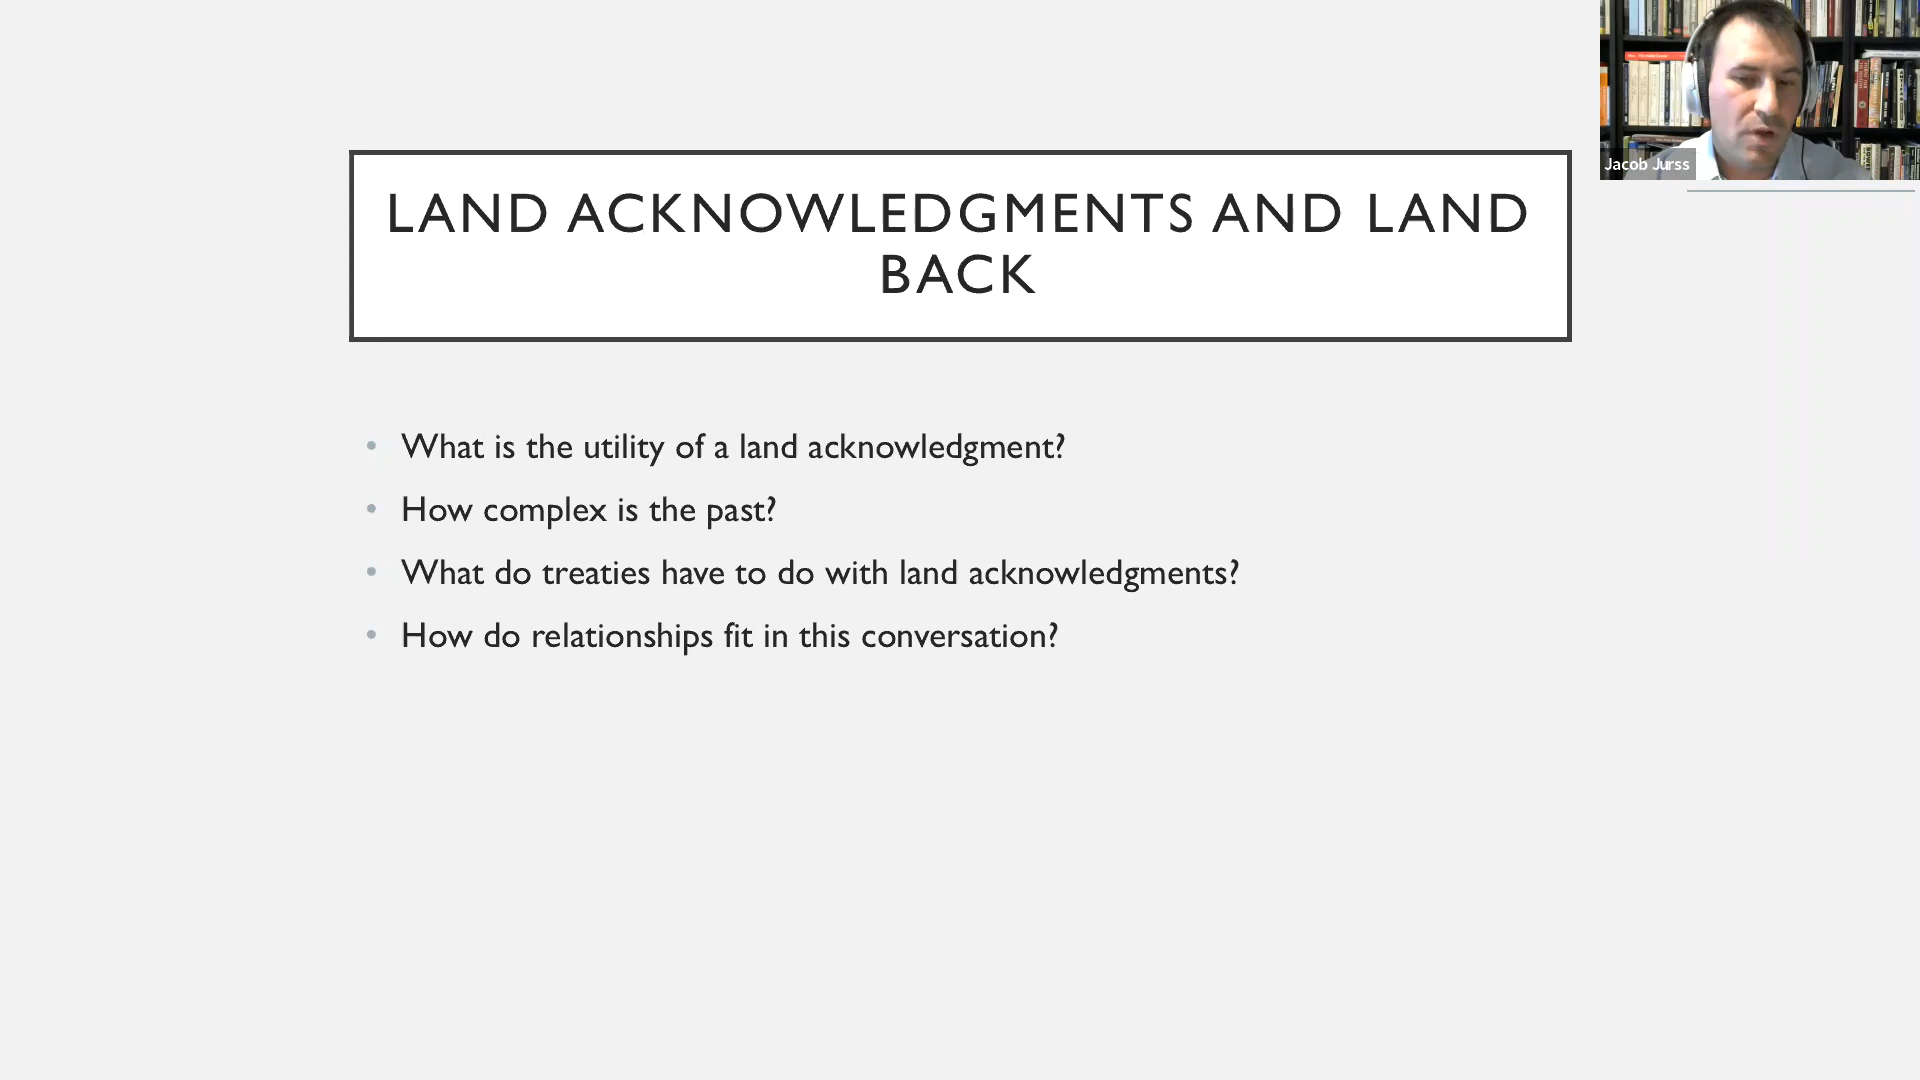 LAND ACKNOWLEDGMENTS AND LAND
BACK
• What is the utility of a land acknowledgment?
• How complex is the past?
• What do treaties have to do with land acknowledgments?
• How do relationships fit in this conversation?
Jacob Jurss